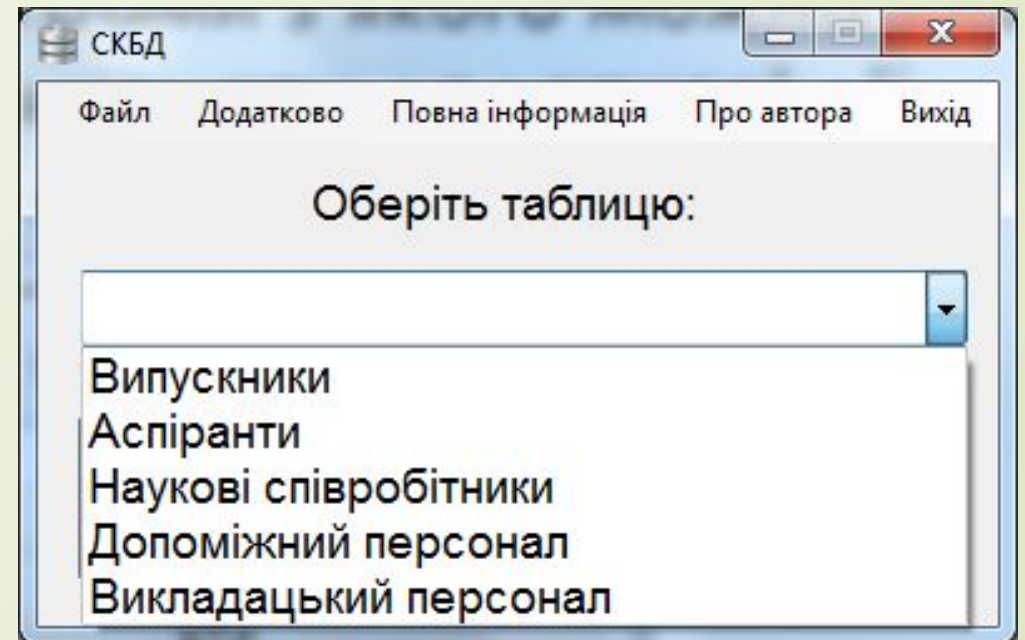 СКБД
Файл Додатково Повна інформація Про автора Вихід
Оберіть таблицю:
Випускники
Аспіранти
Наукові співробітники
Допоміжний персонал
Викладацький персонал